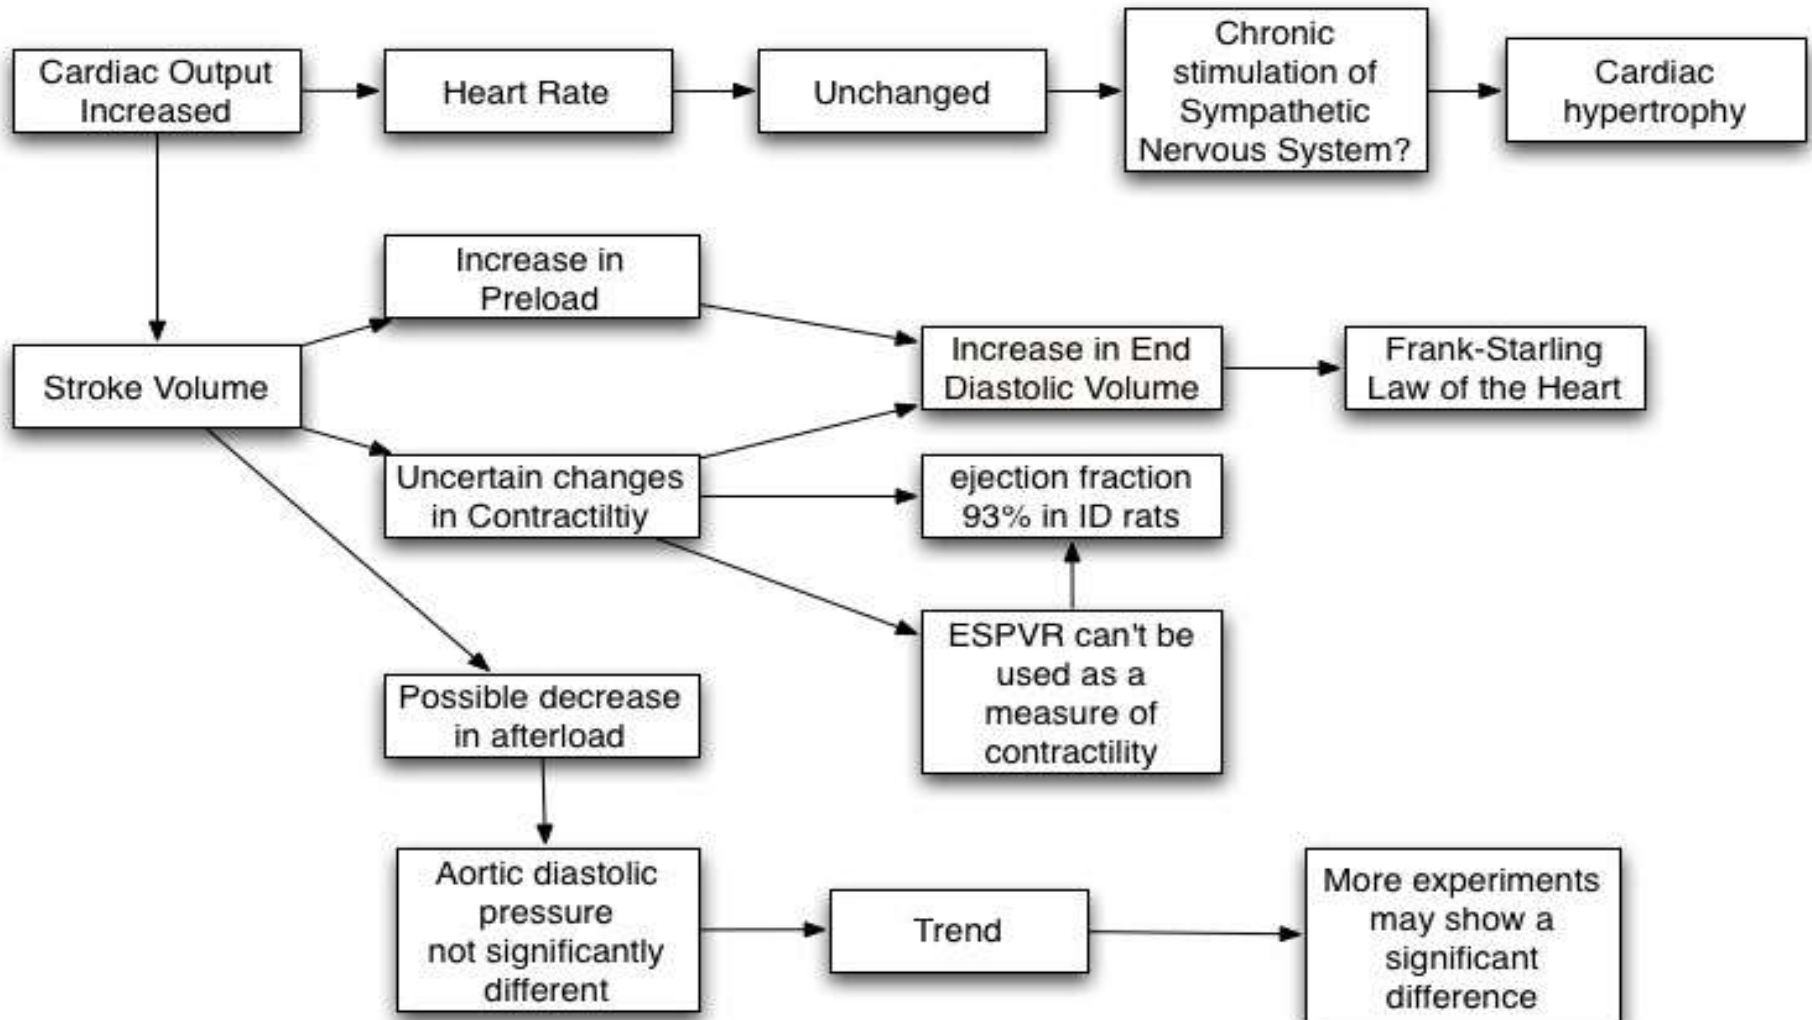 Cardiac Output
Increased
Heart Rate
Unchanged
Chronic
stimulation of
Sympathetic
Nervous System?
Cardiac
hypertrophy
Increase in
Preload
Stroke Volume
Increase in End
Diastolic Volume
Frank-Starling
Law of the Heart
Uncertain changes
in Contractiltiy
ejection fraction
93% in ID rats
ESPVR can't be
used as a
measure of
contractility
Possible decrease
in afterload
Aortic diastolic
pressure
not significantly
different
Trend
More experiments
may show a
significant
difference